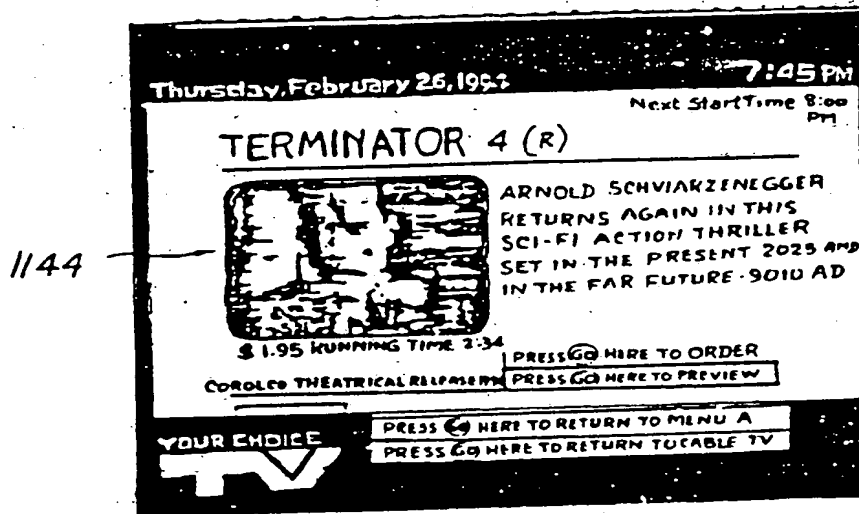 Thursday, February 26, 1992
7:45 PM
Next Start Time 8:00
PM
TERMINATOR 4 (R)
ARNOLD SCHVIARZENEGGER
RETURNS AGAIN IN THIS
SCI-FI ACTION THRILLER
SET IN THE PRESENT 2025 AND
IN THE FAR FUTURE - 9010 AD
1144
$ 1.95 RUNNING TIME 2:34
PRESS GO HERE TO ORDER
COROLCO THEATRICAL RELEASE
PRESS GO HERE TO PREVIEW
PRESS GO HERE TO RETURN TO MENU A
YOUR CHOICE
PRESS GO HERE TO RETURN TO CABLE TV
TV